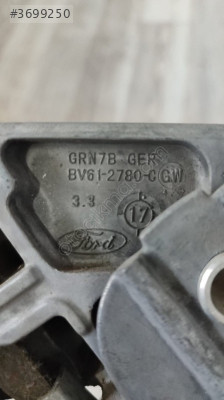 #3699250
GRN7B GER
BV61-2780-C GW
3.3
17
Ford